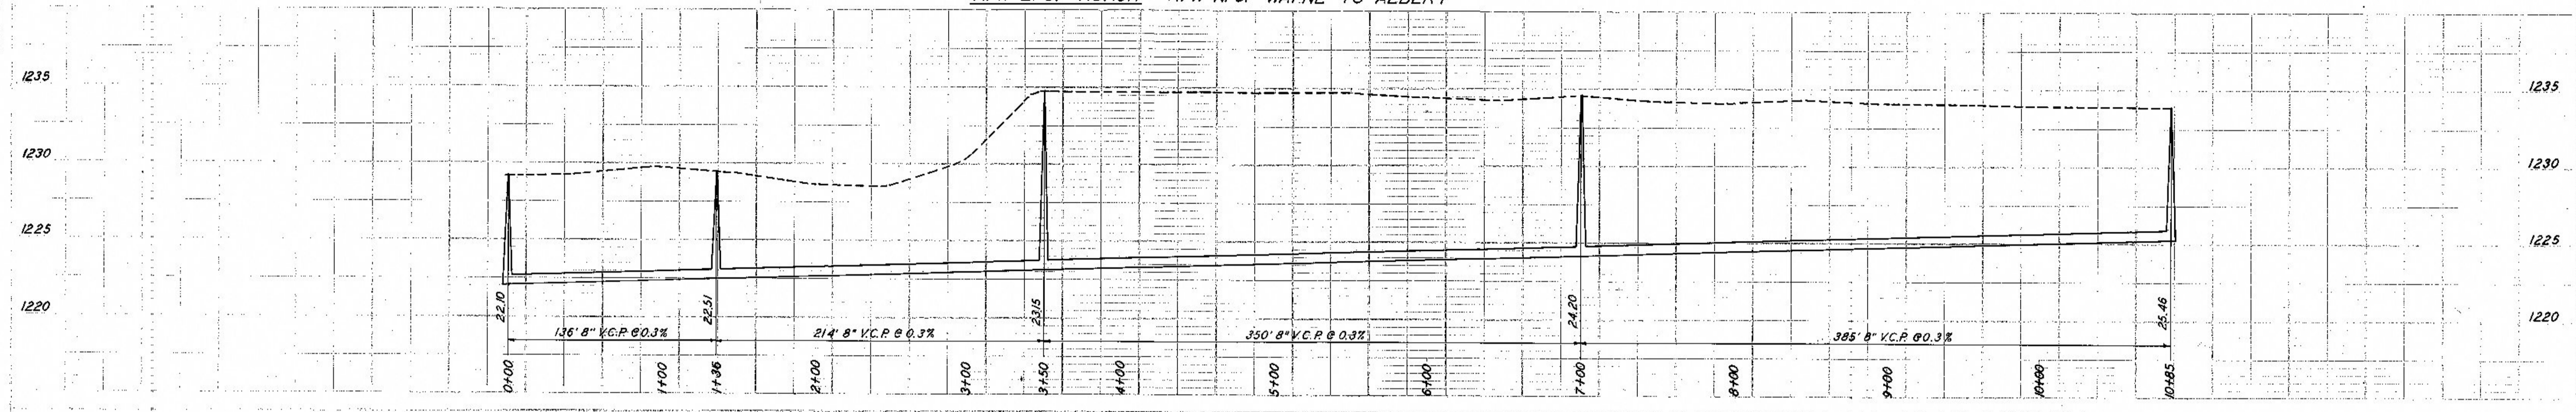 WAYNE TO ALBERT
1235 1235
1230 1230
1225 1225
1220 1220
22.10 22.51 23.15 24.20 25.46
136' 8" V.C.P. @ 0.3% 214' 8" V.C.P. @ 0.3% 350' 8" V.C.P. @ 0.3% 385' 8" V.C.P. @ 0.3%
0+00 1+00 1+36 2+00 3+00 3+50 4+00 5+00 6+00 7+00 8+00 9+00 10+00 10+85